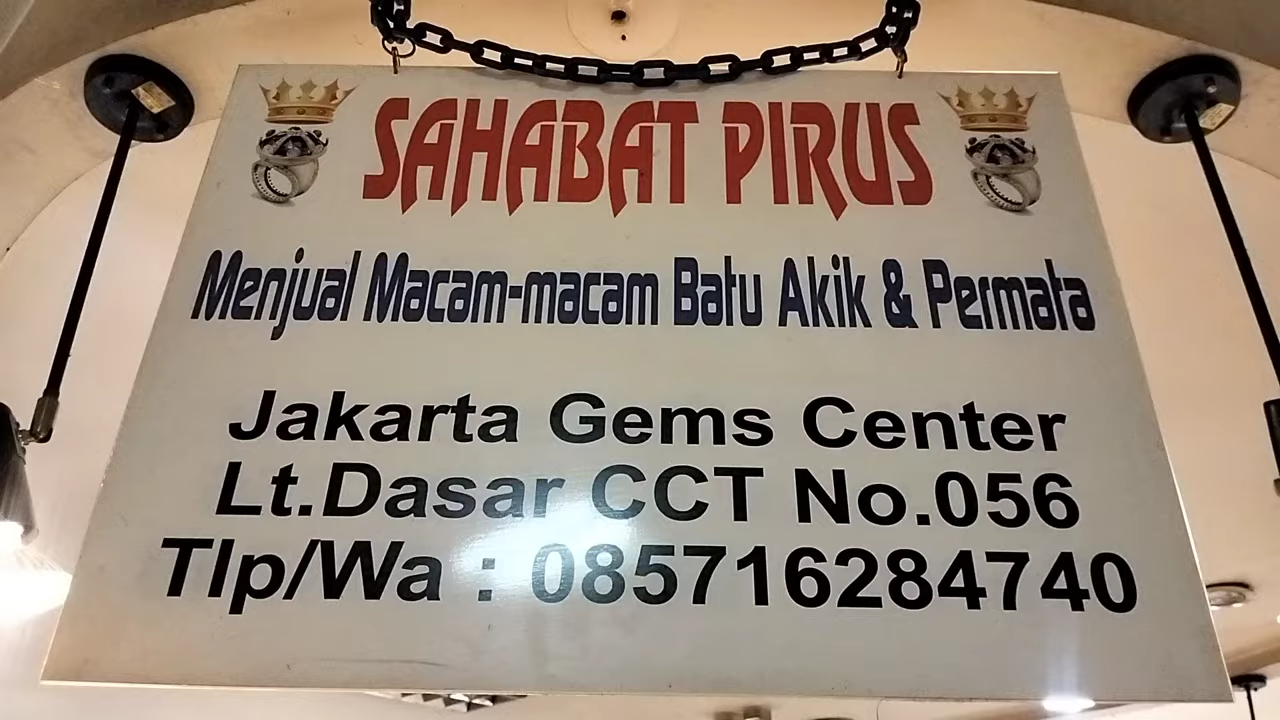 SAHABAT PIRUS
Menjual Macam-macam Batu Akik & Permata
Jakarta Gems Center
Lt.Dasar CCT No.056
Tlp/Wa : 085716284740